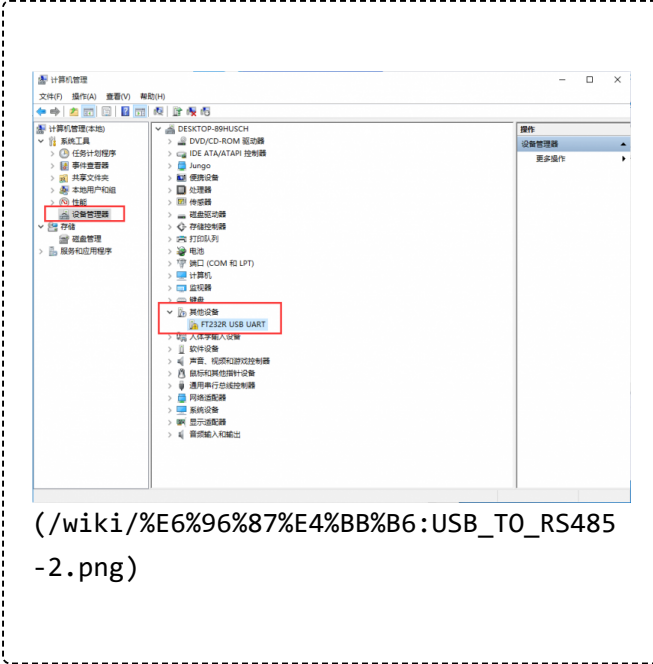 计算机管理
文件(F) 操作(A) 查看(V) 帮助(H)
计算机管理(本地)
系统工具
任务计划程序
事件查看器
共享文件夹
本地用户和组
性能
设备管理器
存储
磁盘管理
服务和应用程序
DESKTOP-89HUSCH
DVD/CD-ROM 驱动器
IDE ATA/ATAPI 控制器
Jungo
便携设备
处理器
传感器
磁盘驱动器
存储控制器
打印队列
电池
端口 (COM 和 LPT)
计算机
监视器
键盘
其他设备
FT232R USB UART
人体学输入设备
软件设备
声音、视频和游戏控制器
鼠标和其他指针设备
通用串行总线控制器
网络适配器
系统设备
显示适配器
音频输入和输出
操作
设备管理器
更多操作
(/wiki/%E6%96%87%E4%BB%B6:USB_TO_RS485
-2.png)